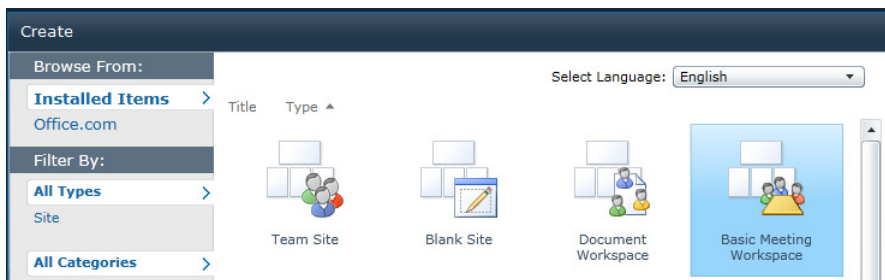 Create
Browse From:
Installed Items
Office.com
Filter By:
All Types
Site
All Categories
Select Language: English
Title Type
Team Site
Blank Site
Document
Workspace
Basic Meeting
Workspace